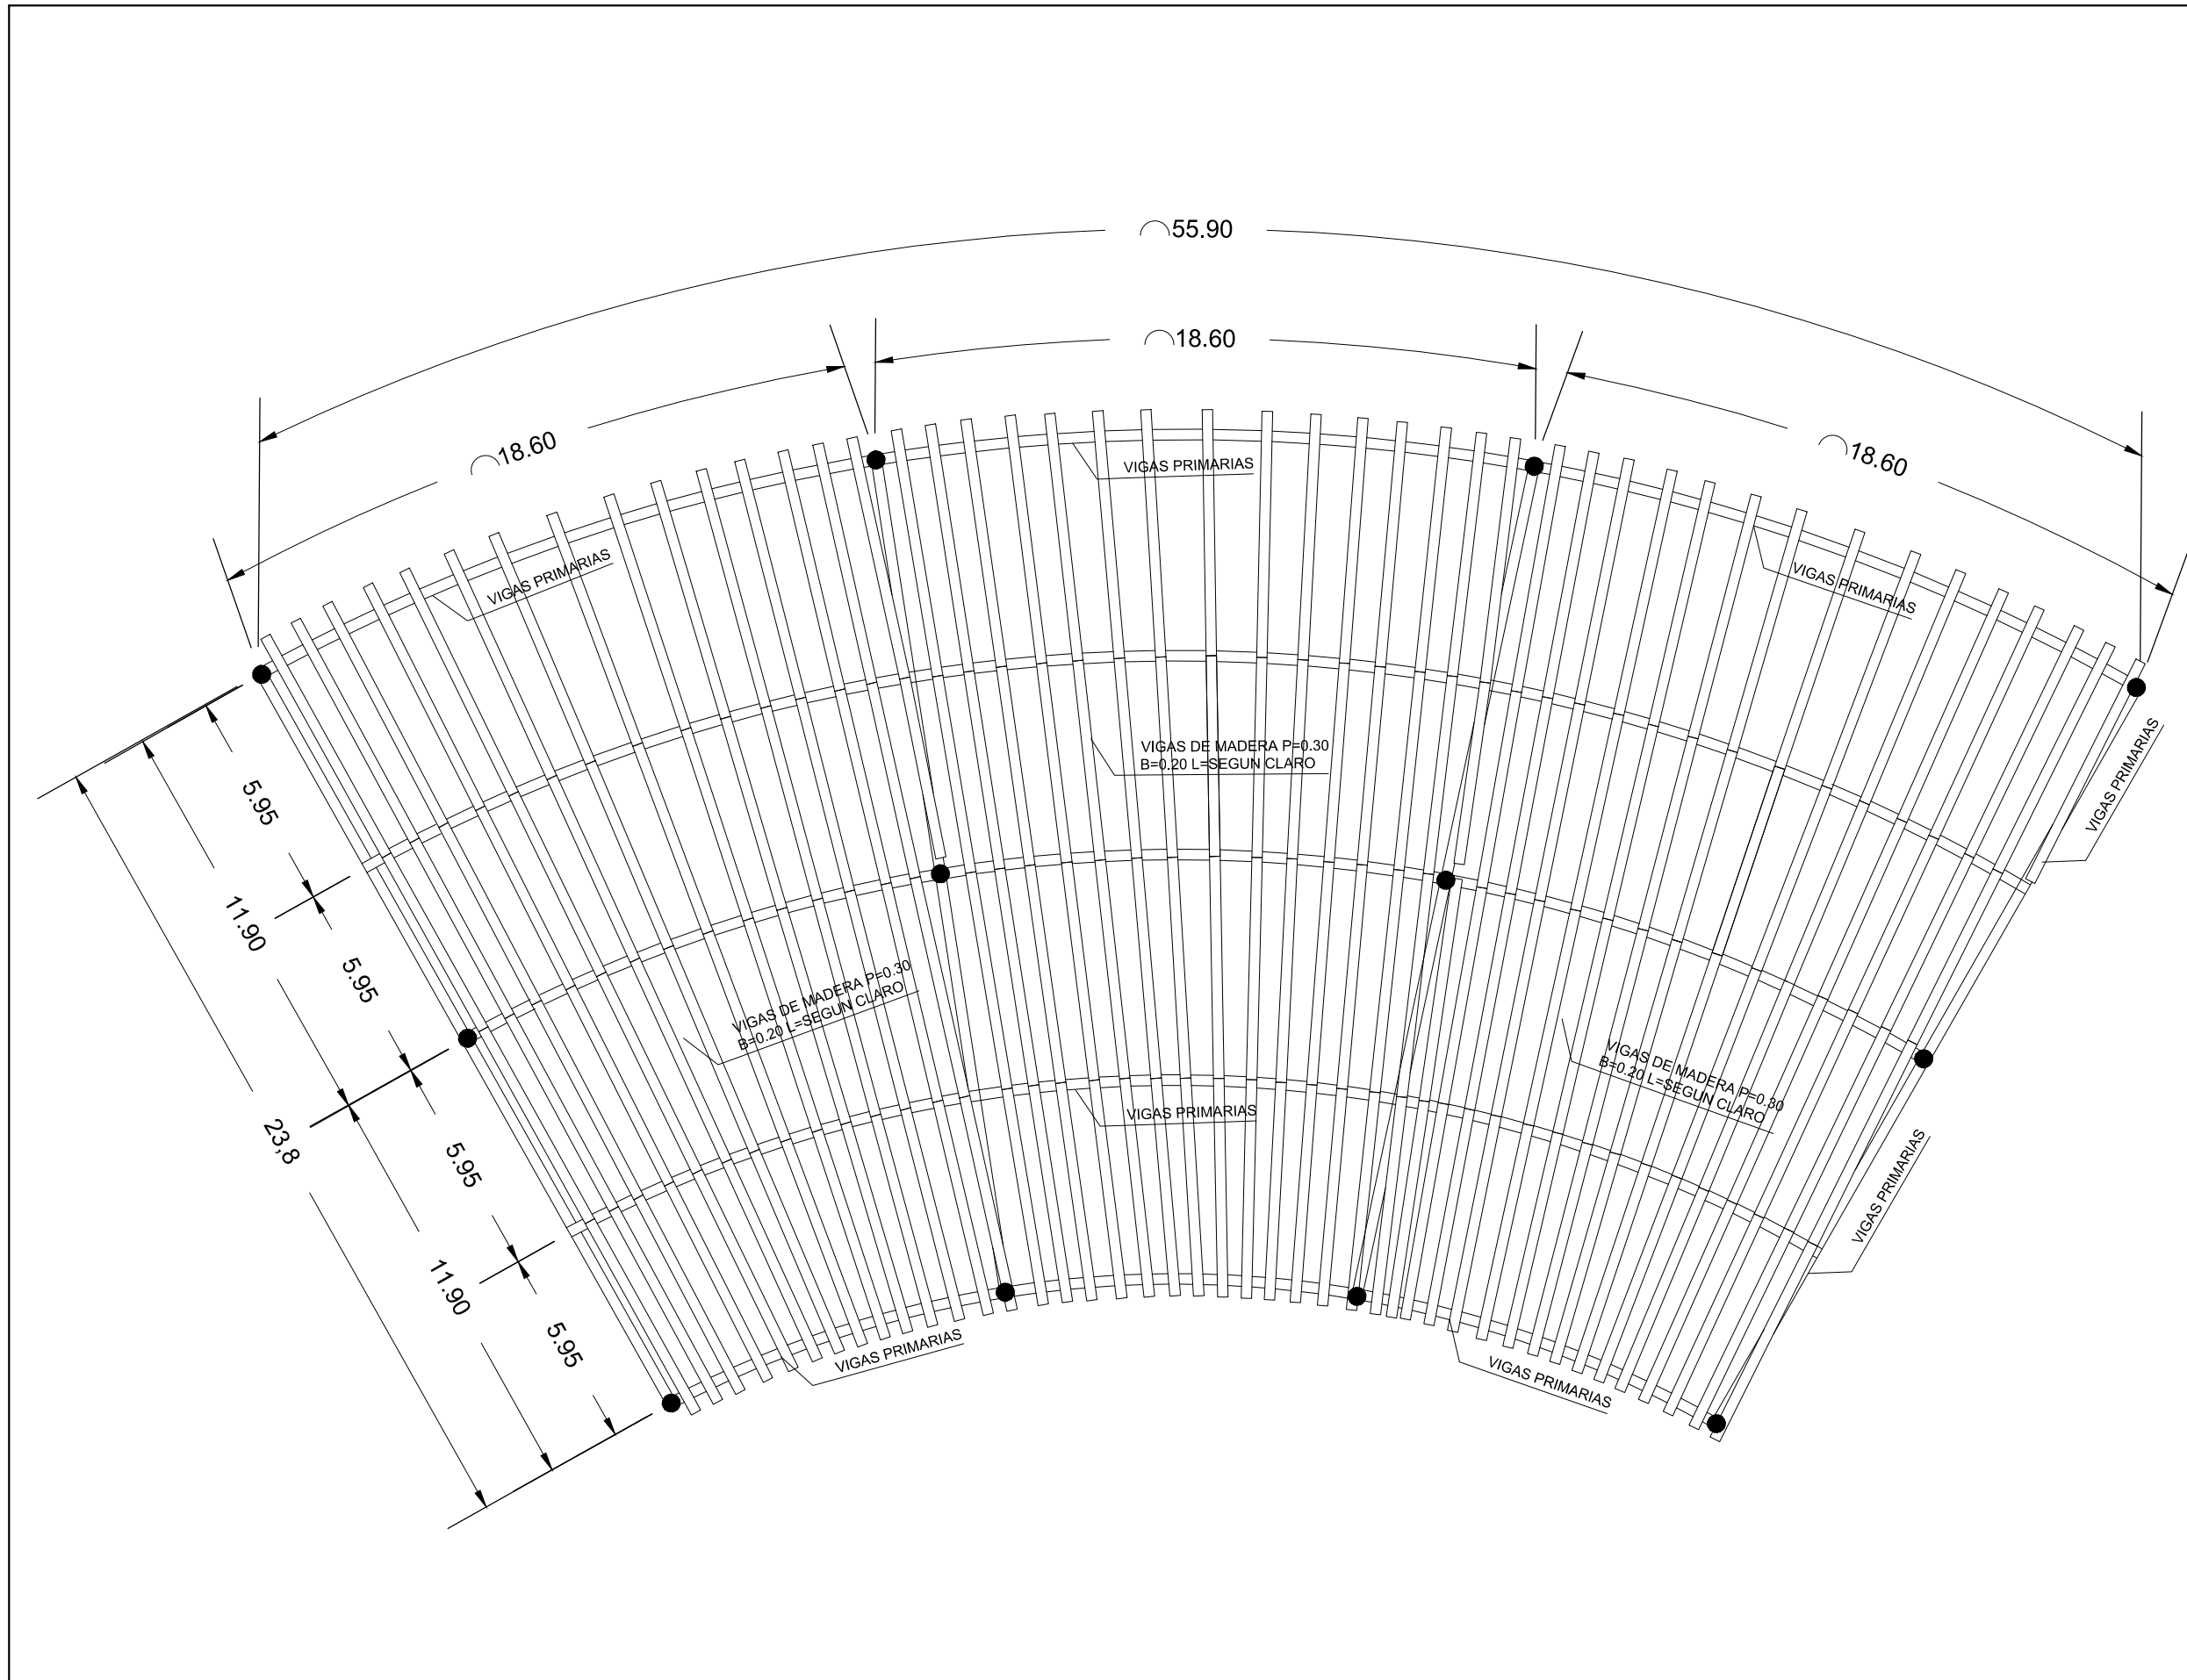 ⌒55.90
⌒18.60
⌒18.60
⌒18.60
VIGAS PRIMARIAS
VIGAS PRIMARIAS
VIGAS PRIMARIAS
VIGAS PRIMARIAS
5.95
11.90
5.95
23,8
5.95
11.90
5.95
VIGAS DE MADERA P=0.30
B=0.20 L=SEGUN CLARO
VIGAS DE MADERA P=0.30
B=0.20 L=SEGUN CLARO
VIGAS DE MADERA P=0.30
B=0.20 L=SEGUN CLARO
VIGAS PRIMARIAS
VIGAS PRIMARIAS
VIGAS PRIMARIAS
VIGAS PRIMARIAS